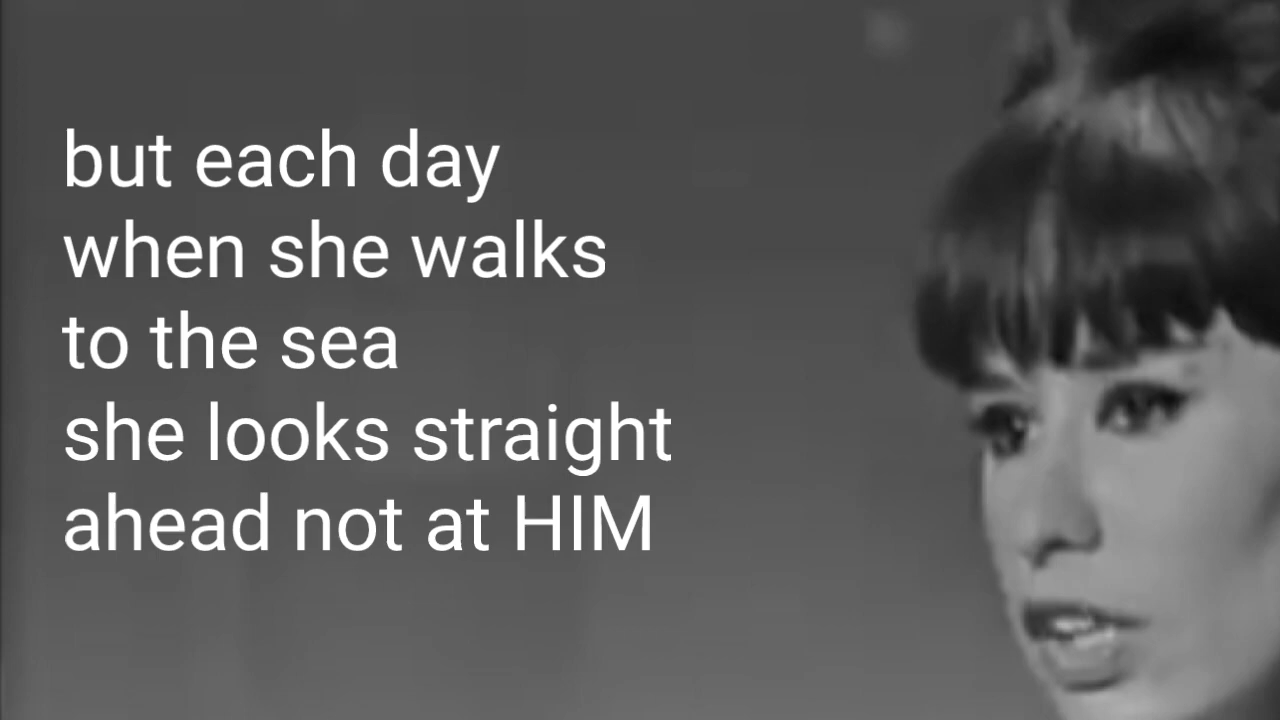 but each day
when she walks
to the sea
she looks straight
ahead not at HIM